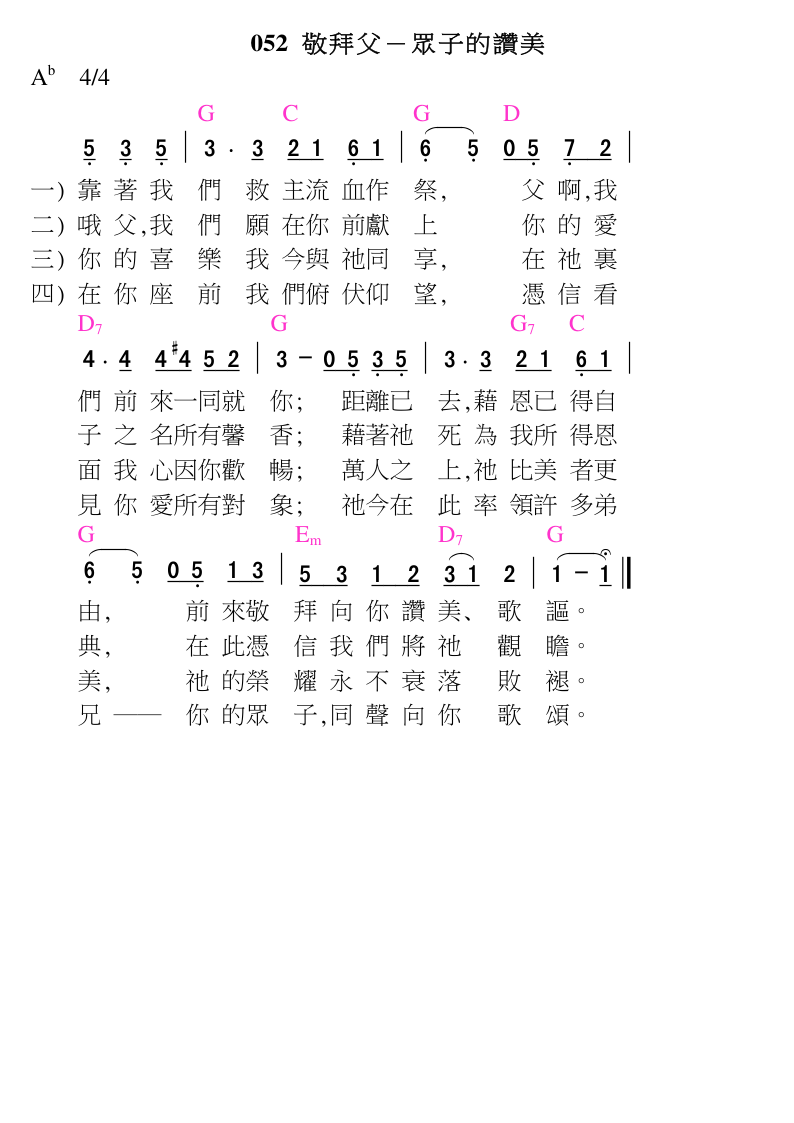 052 敬拜父－眾子的讚美
A♭ 4/4
G C G D
5 3 5 | 3 · 3 2 1 6 1 | 6 5 0 5 7 2 |
一) 靠著我們救主流血作祭, 父啊,我
二) 哦父,我們願在你前獻上 你的愛
三) 你的喜樂我今與祂同享, 在祂裏
四) 在你座前我們俯伏仰望, 憑信看
D7 G G7 C
4 · 4 4 ♯4 5 2 | 3 － 0 5 3 5 | 3 · 3 2 1 6 1 |
們前來一同就你; 距離已去,藉恩已得自
子之名所有馨香; 藉著祂死為我所得恩
面我心因你歡暢; 萬人之上,祂比美者更
見你愛所有對象; 祂今在此率領許多弟
G Em D7 G
6 5 0 5 1 3 | 5 3 1 2 3 1 2 | 1 － 1 ‖
由, 前來敬拜向你讚美、歌謳。
典, 在此憑信我們將祂觀瞻。
美, 祂的榮耀永不衰落敗褪。
兄 —— 你的眾子,同聲向你歌頌。